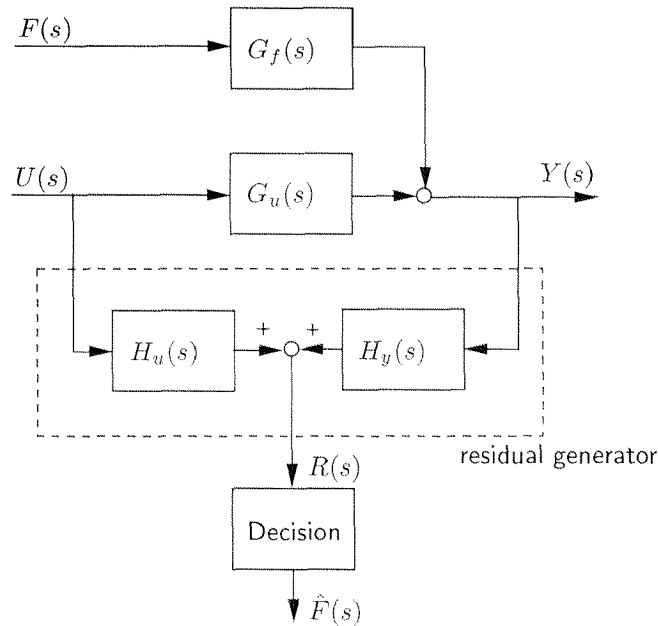 F(s)
G_f(s)
U(s)
G_u(s)
Y(s)
H_u(s)
+
+
H_y(s)
residual generator
R(s)
Decision
F̂(s)